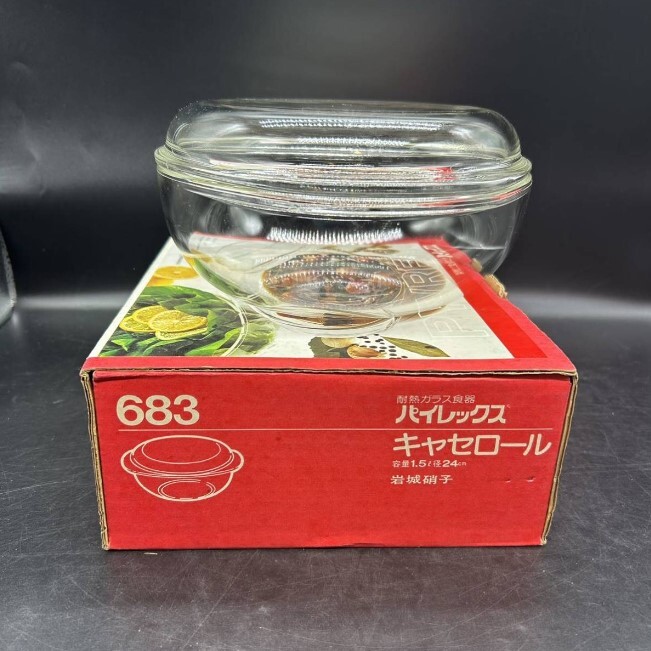 683
耐熱ガラス食器
パイレックス
キャセロール
容量1.5ℓ径24cm
岩城硝子